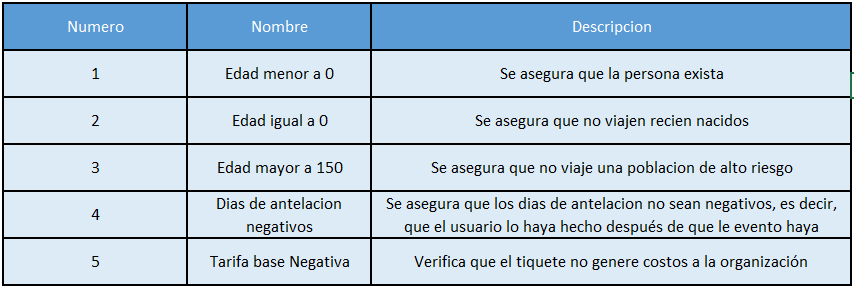 Numero Nombre Descripcion
1 Edad menor a 0 Se asegura que la persona exista
2 Edad igual a 0 Se asegura que no viajen recien nacidos
3 Edad mayor a 150 Se asegura que no viaje una poblacion de alto riesgo
4 Dias de antelacion negativos Se asegura que los dias de antelacion no sean negativos, es decir,
que el usuario lo haya hecho después de que le evento haya
5 Tarifa base Negativa Verifica que el tiquete no genere costos a la organización